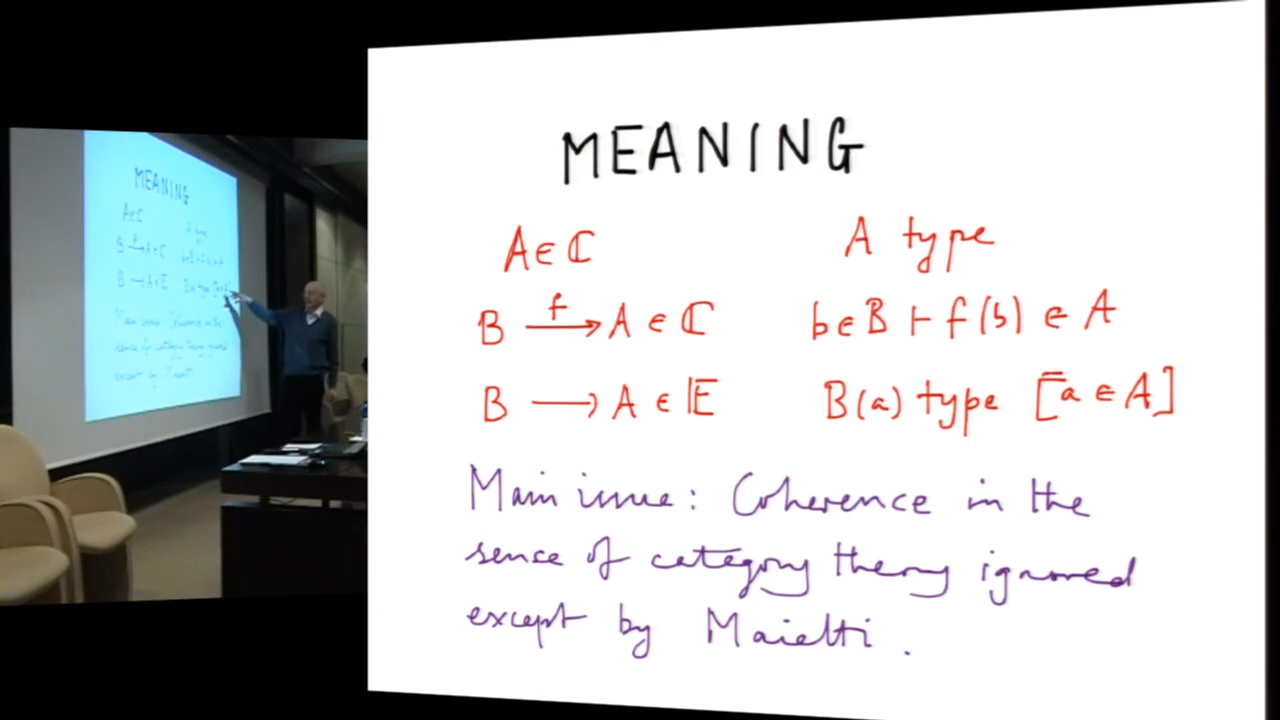 MEANING
A ∈ ℂ A type
B →f A ∈ ℂ b ∈ B ⊢ f(b) ∈ A
B → A ∈ 𝔼 B(a) type [a ∈ A]
Main issue: Coherence in the
sence of category theory ignored
except by Maietti.